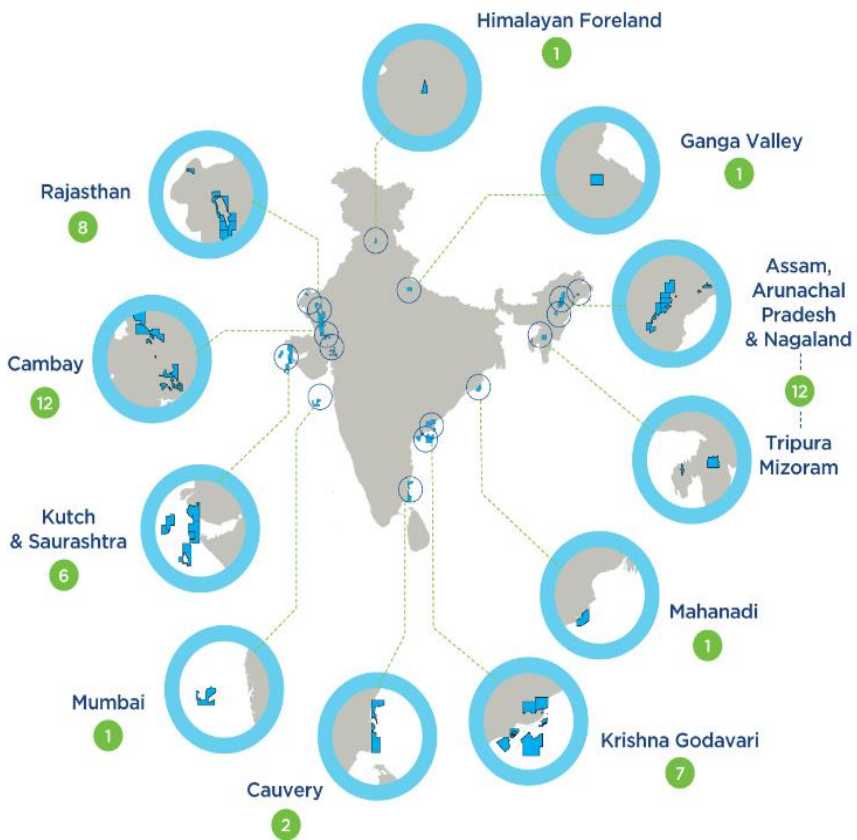 Himalayan Foreland
1
Ganga Valley
1
Rajasthan
8
Assam,
Arunachal
Pradesh
& Nagaland
12
Tripura
Mizoram
Cambay
12
Kutch
& Saurashtra
6
Mahanadi
1
Mumbai
1
Krishna Godavari
7
Cauvery
2